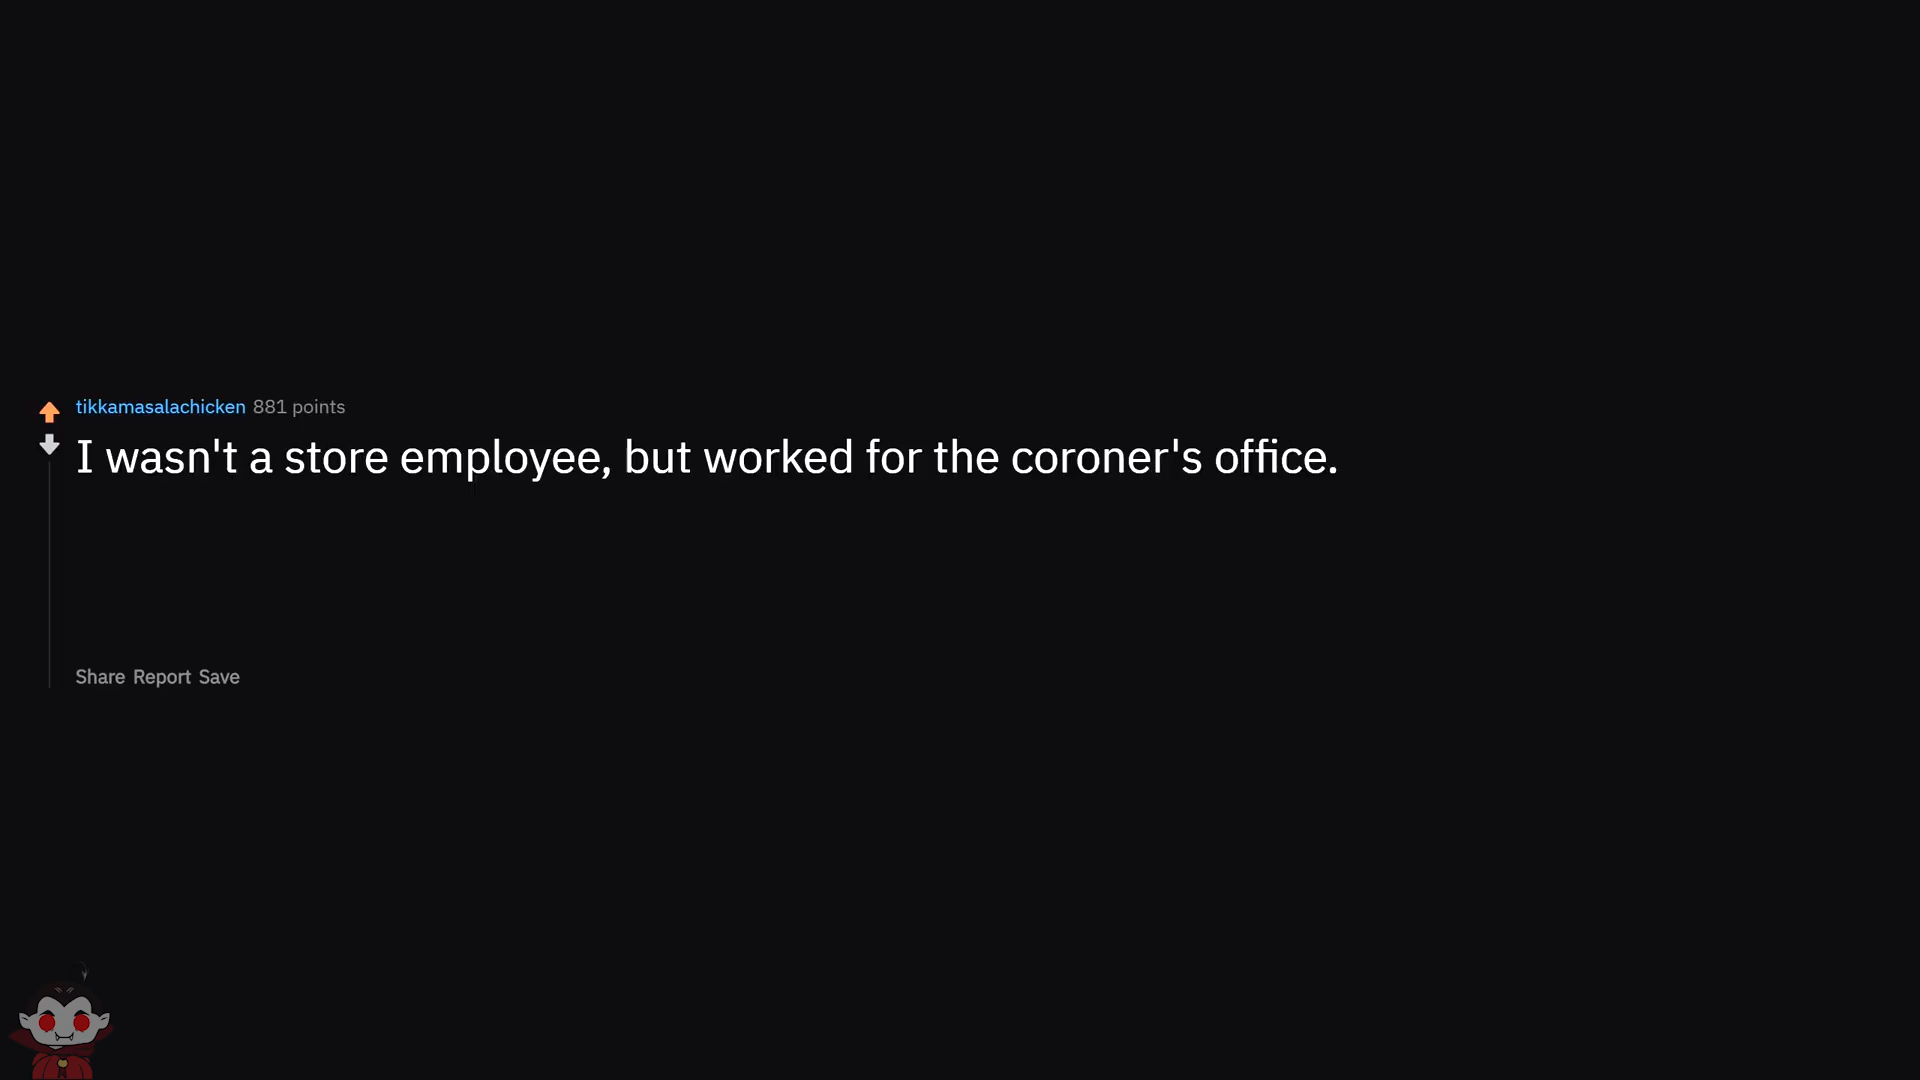 tikkamasalachicken 881 points
I wasn't a store employee, but worked for the coroner's office.
Share Report Save